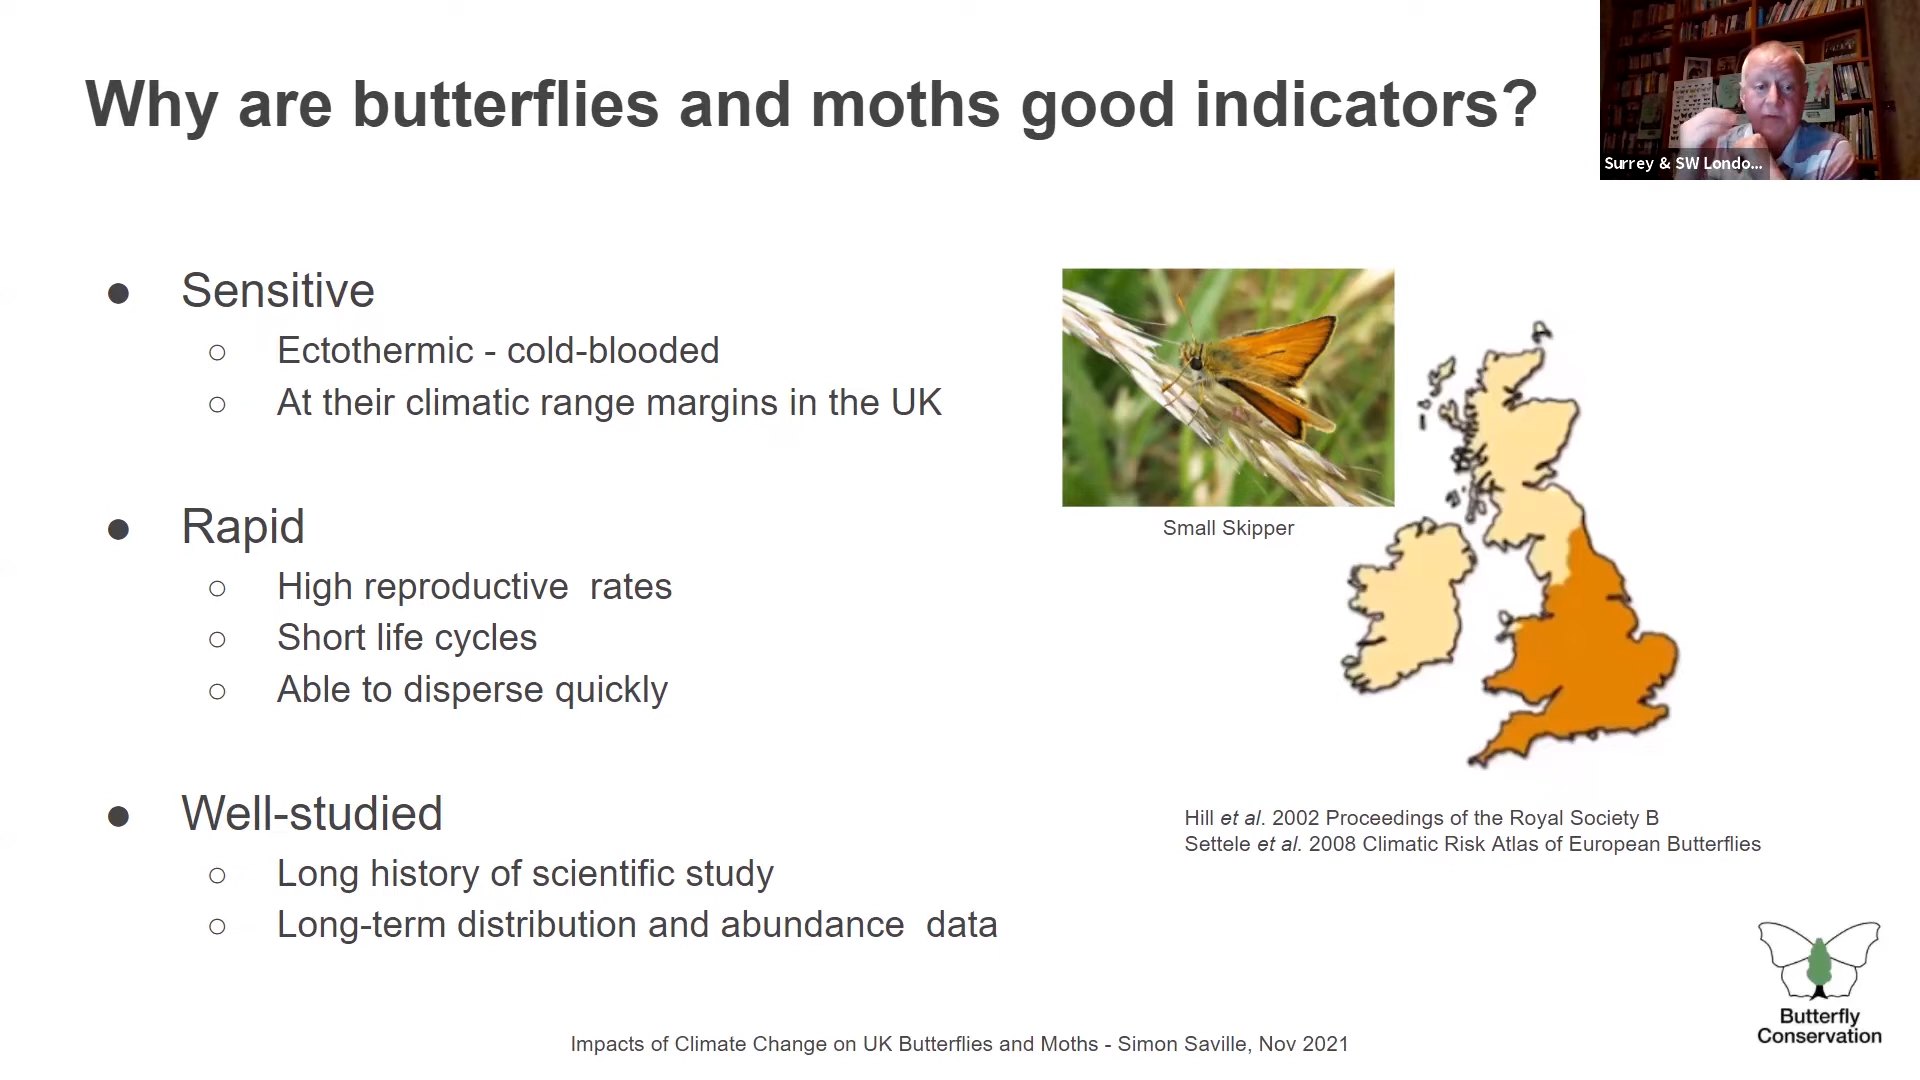 Why are butterflies and moths good indicators?
Surrey & SW Londo...
● Sensitive
○ Ectothermic - cold-blooded
○ At their climatic range margins in the UK
● Rapid
○ High reproductive  rates
○ Short life cycles
○ Able to disperse quickly
● Well-studied
○ Long history of scientific study
○ Long-term distribution and abundance  data
Small Skipper
Hill et al. 2002 Proceedings of the Royal Society B
Settele et al. 2008 Climatic Risk Atlas of European Butterflies
Butterfly
Conservation
Impacts of Climate Change on UK Butterflies and Moths - Simon Saville, Nov 2021